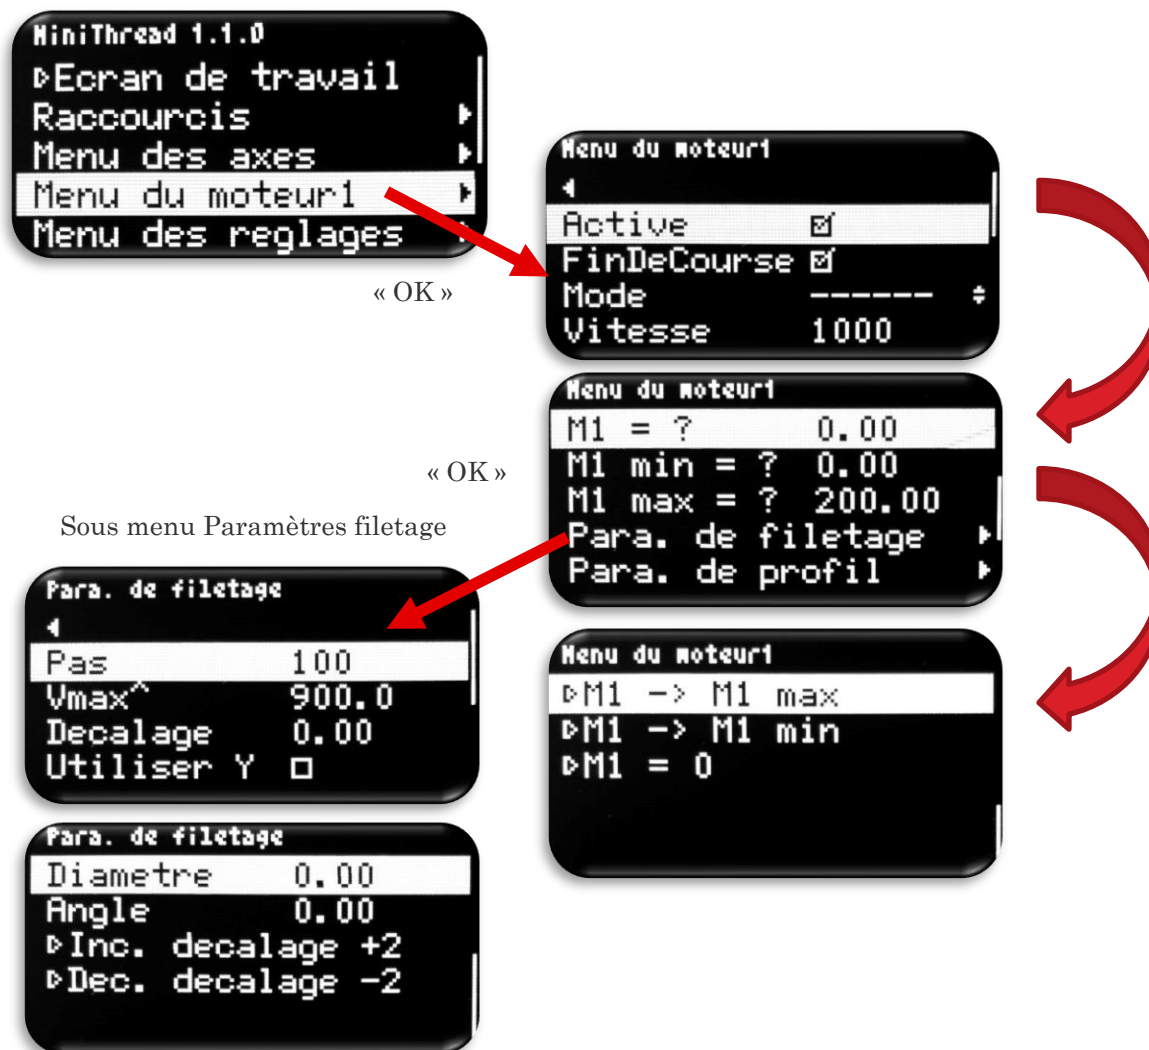 MiniThread 1.1.0
▹Ecran de travail
Raccourcis
Menu des axes
Menu du moteur1
Menu des reglages
« OK »
Menu du moteur1
Active
FinDeCourse
Mode ------
Vitesse 1000
Menu du moteur1
M1 = ? 0.00
M1 min = ? 0.00
M1 max = ? 200.00
Para. de filetage
Para. de profil
« OK »
Sous menu Paramètres filetage
Para. de filetage
Pas 100
Vmax^ 900.0
Decalage 0.00
Utiliser Y
Para. de filetage
Diametre 0.00
Angle 0.00
▹Inc. decalage +2
▹Dec. decalage -2
Menu du moteur1
▹M1 -> M1 max
▹M1 -> M1 min
▹M1 = 0